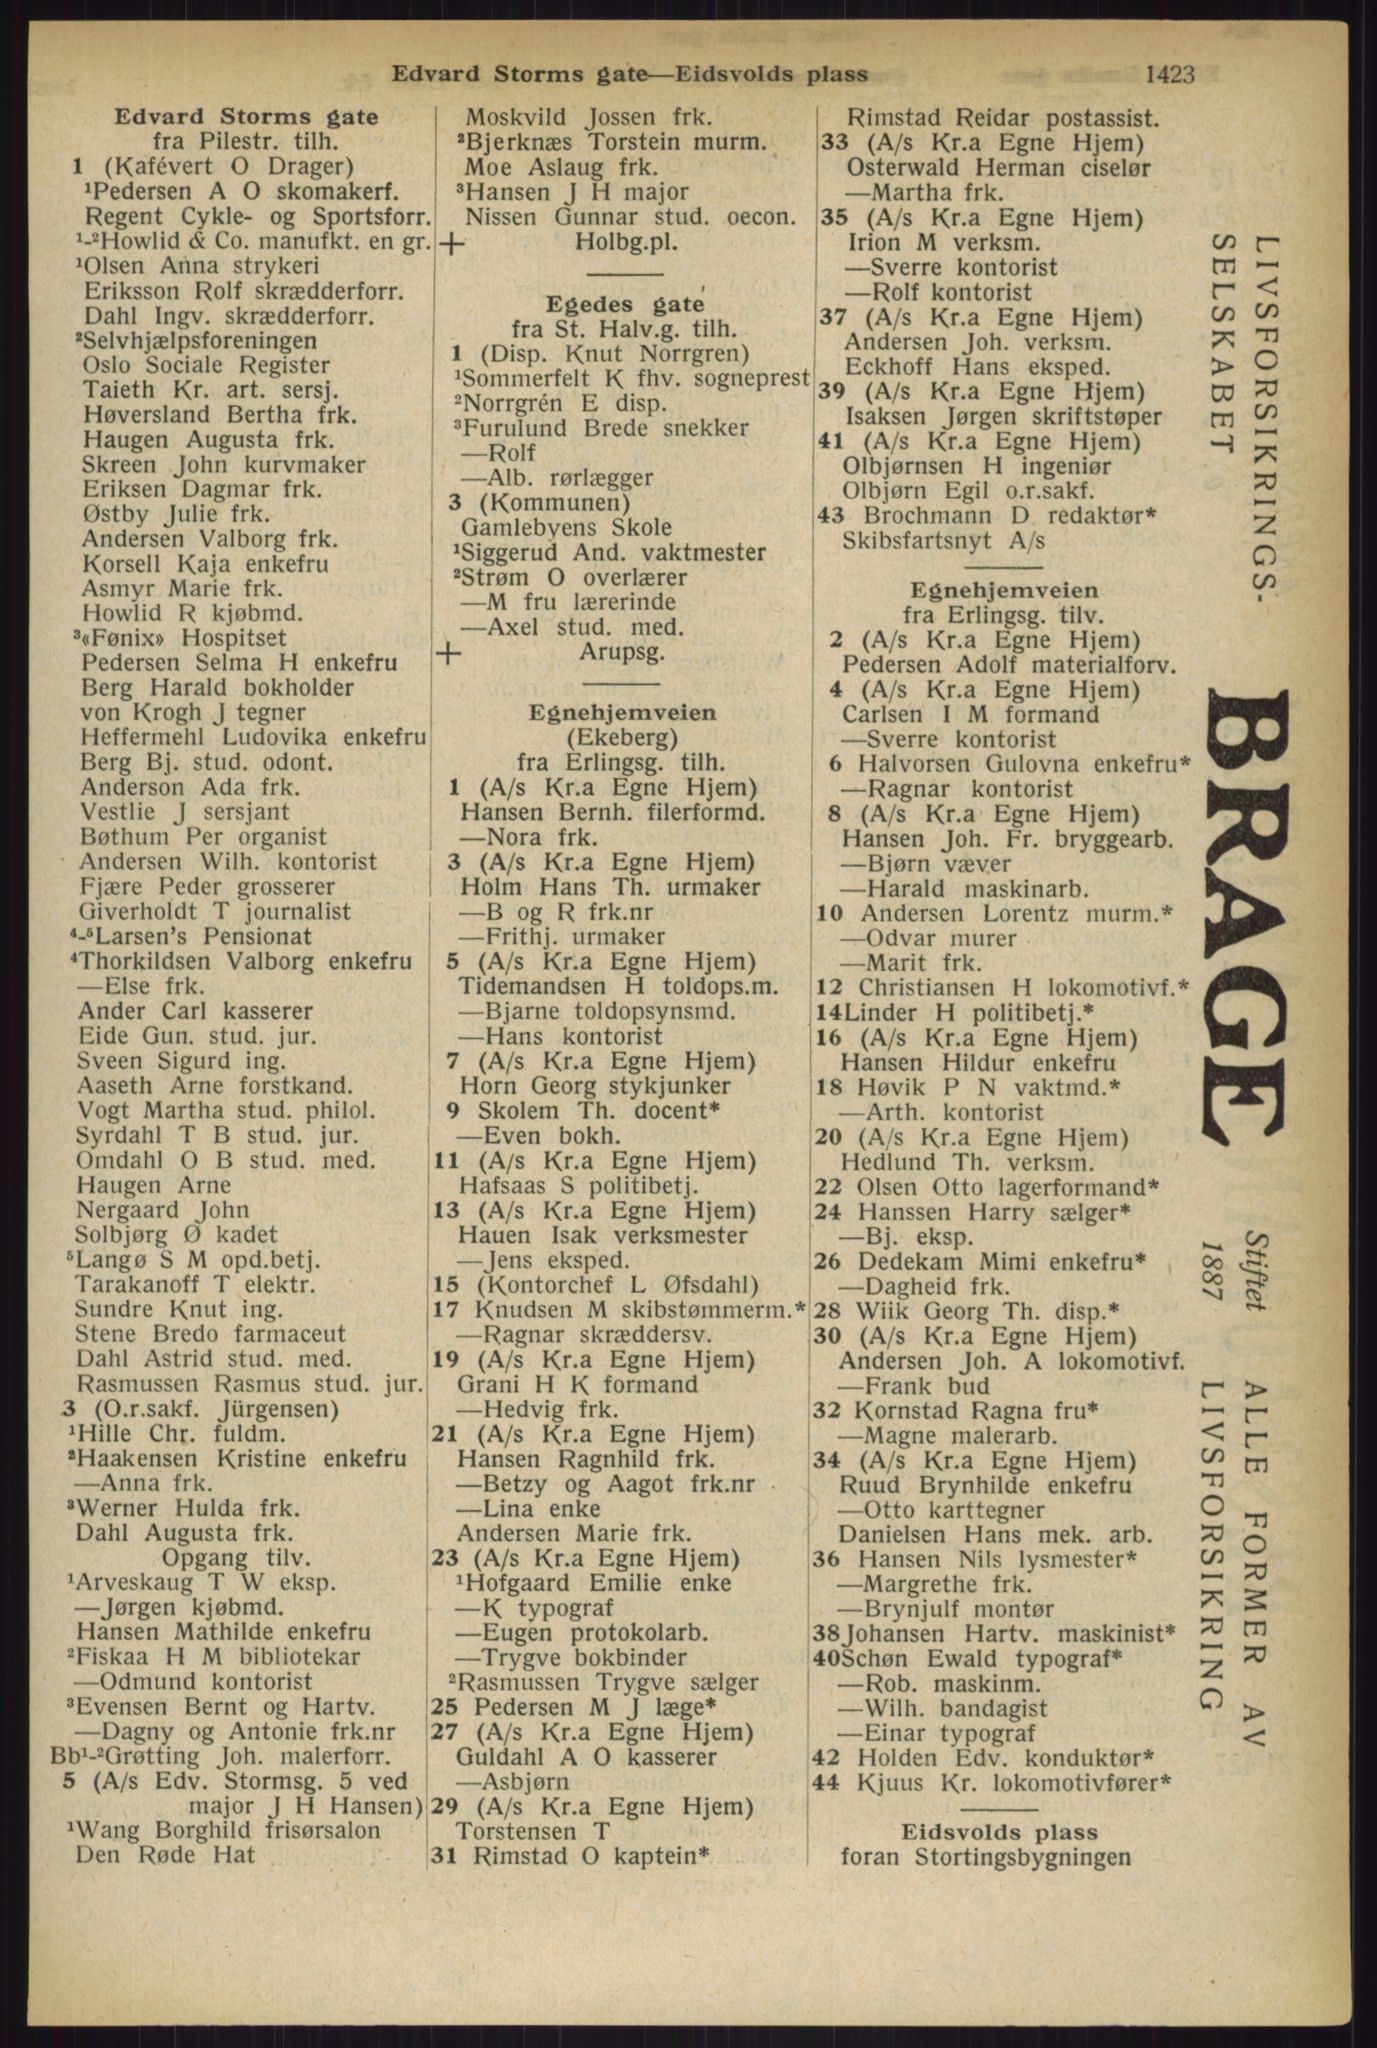 Edvard Storms gate—Eidsvolds plass 1423
Edvard Storms gate
fra Pilestr. tilh.
1 (Kafévert O Drager)
¹Pedersen A O skomakerf.
Regent Cykle- og Sportsforr.
¹-²Howlid & Co. manufkt. en gr.
¹Olsen Anna strykeri
Eriksson Rolf skrædderforr.
Dahl Ingv. skrædderforr.
²Selvhjælpsforeningen
Oslo Sociale Register
Taieth Kr. art. sersj.
Høversland Bertha frk.
Haugen Augusta frk.
Skreen John kurvmaker
Eriksen Dagmar frk.
Østby Julie frk.
Andersen Valborg frk.
Korsell Kaja enkefru
Asmyr Marie frk.
Howlid R kjøbmd.
³«Fønix» Hospitset
Pedersen Selma H enkefru
Berg Harald bokholder
von Krogh J tegner
Heffermehl Ludovika enkefru
Berg Bj. stud. odont.
Anderson Ada frk.
Vestlie J sersjant
Bøthum Per organist
Andersen Wilh. kontorist
Fjære Peder grosserer
Giverholdt T journalist
⁴-⁵Larsen's Pensionat
⁴Thorkildsen Valborg enkefru
—Else frk.
Ander Carl kasserer
Eide Gun. stud. jur.
Sveen Sigurd ing.
Aaseth Arne forstkand.
Vogt Martha stud. philol.
Syrdahl T B stud. jur.
Omdahl O B stud. med.
Haugen Arne
Nergaard John
Solbjørg Ø kadet
⁵Langø S M opd.betj.
Tarakanoff T elektr.
Sundre Knut ing.
Stene Bredo farmaceut
Dahl Astrid stud. med.
Rasmussen Rasmus stud. jur.
3 (O.r.sakf. Jürgensen)
¹Hille Chr. fuldm.
²Haakensen Kristine enkefru
—Anna frk.
³Werner Hulda frk.
Dahl Augusta frk.
Opgang tilv.
¹Arveskaug T W eksp.
—Jørgen kjøbmd.
Hansen Mathilde enkefru
²Fiskaa H M bibliotekar
—Odmund kontorist
³Evensen Bernt og Hartv.
—Dagny og Antonie frk.nr
Bb¹-²Grøtting Joh. malerforr.
5 (A/s Edv. Stormsg. 5 ved
major J H Hansen)
¹Wang Borghild frisørsalon
Den Røde Hat
Moskvild Jossen frk.
²Bjerknæs Torstein murm.
Moe Aslaug frk.
³Hansen J H major
Nissen Gunnar stud. oecon.
+ Holbg.pl.
Egedes gate
fra St. Halv.g. tilh.
1 (Disp. Knut Norrgren)
¹Sommerfelt K fhv. sogneprest
²Norrgrén E disp.
³Furulund Brede snekker
—Rolf
—Alb. rørlægger
3 (Kommunen)
Gamlebyens Skole
¹Siggerud And. vaktmester
²Strøm O overlærer
—M fru lærerinde
—Axel stud. med.
+ Arupsg.
Egnehjemveien
(Ekeberg)
fra Erlingsg. tilh.
1 (A/s Kr.a Egne Hjem)
Hansen Bernh. filerformd.
—Nora frk.
3 (A/s Kr.a Egne Hjem)
Holm Hans Th. urmaker
—B og R frk.nr
—Frithj. urmaker
5 (A/s Kr.a Egne Hjem)
Tidemandsen H toldops.m.
—Bjarne toldopsynsmd.
—Hans kontorist
7 (A/s Kr.a Egne Hjem)
Horn Georg stykjunker
9 Skolem Th. docent*
—Even bokh.
11 (A/s Kr.a Egne Hjem)
Hafsaas S politibetj.
13 (A/s Kr.a Egne Hjem)
Hauen Isak verksmester
—Jens eksped.
15 (Kontorchef L Øfsdahl)
17 Knudsen M skibstømmerm.*
—Ragnar skræddersv.
19 (A/s Kr.a Egne Hjem)
Grani H K formand
—Hedvig frk.
21 (A/s Kr.a Egne Hjem)
Hansen Ragnhild frk.
—Betzy og Aagot frk.nr
—Lina enke
Andersen Marie frk.
23 (A/s Kr.a Egne Hjem)
¹Hofgaard Emilie enke
—K typograf
—Eugen protokolarb.
—Trygve bokbinder
²Rasmussen Trygve sælger
25 Pedersen M J læge*
27 (A/s Kr.a Egne Hjem)
Guldahl A O kasserer
—Asbjørn
29 (A/s Kr.a Egne Hjem)
Torstensen T
31 Rimstad O kaptein*
Rimstad Reidar postassist.
33 (A/s Kr.a Egne Hjem)
Osterwald Herman ciselør
—Martha frk.
35 (A/s Kr.a Egne Hjem)
Irion M verksm.
—Sverre kontorist
—Rolf kontorist
37 (A/s Kr.a Egne Hjem)
Andersen Joh. verksm.
Eckhoff Hans eksped.
39 (A/s Kr.a Egne Hjem)
Isaksen Jørgen skriftstøper
41 (A/s Kr.a Egne Hjem)
Olbjørnsen H ingeniør
Olbjørn Egil o.r.sakf.
43 Brochmann D redaktør*
Skibsfartsnyt A/s
Egnehjemveien
fra Erlingsg. tilv.
2 (A/s Kr.a Egne Hjem)
Pedersen Adolf materialforv.
4 (A/s Kr.a Egne Hjem)
Carlsen I M formand
—Sverre kontorist
6 Halvorsen Gulovna enkefru*
—Ragnar kontorist
8 (A/s Kr.a Egne Hjem)
Hansen Joh. Fr. bryggearb.
—Bjørn væver
—Harald maskinarb.
10 Andersen Lorentz murm.*
—Odvar murer
—Marit frk.
12 Christiansen H lokomotivf.*
14Linder H politibetj.*
16 (A/s Kr.a Egne Hjem)
Hansen Hildur enkefru
18 Høvik P N vaktmd.*
—Arth. kontorist
20 (A/s Kr.a Egne Hjem)
Hedlund Th. verksm.
22 Olsen Otto lagerformand*
24 Hanssen Harry sælger*
—Bj. eksp.
26 Dedekam Mimi enkefru*
—Dagheid frk.
28 Wiik Georg Th. disp.*
30 (A/s Kr.a Egne Hjem)
Andersen Joh. A lokomotivf.
—Frank bud
32 Kornstad Ragna fru*
—Magne malerarb.
34 (A/s Kr.a Egne Hjem)
Ruud Brynhilde enkefru
—Otto karttegner
Danielsen Hans mek. arb.
36 Hansen Nils lysmester*
—Margrethe frk.
—Brynjulf montør
38Johansen Hartv. maskinist*
40Schøn Ewald typograf*
—Rob. maskinm.
—Wilh. bandagist
—Einar typograf
42 Holden Edv. konduktør*
44 Kjuus Kr. lokomotivfører*
Eidsvolds plass
foran Stortingsbygningen
LIVSFORSIKRINGS-
SELSKABET
BRAGE
Stiftet
1887
ALLE FORMER AV
LIVSFORSIKRING